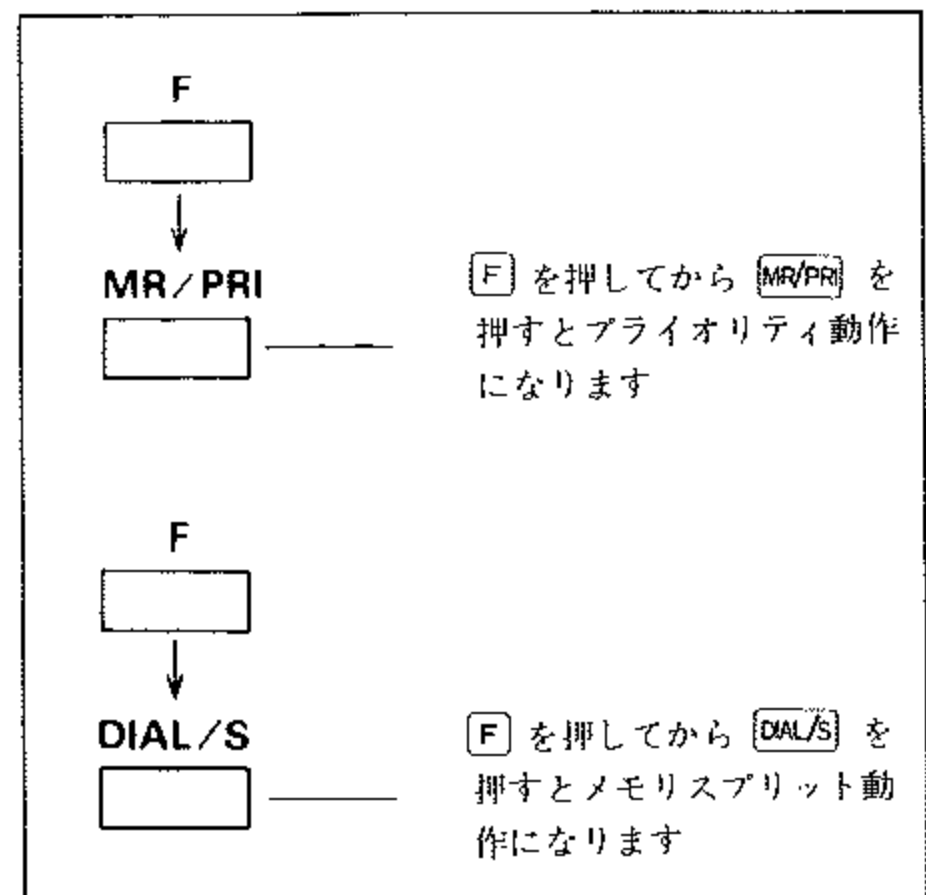 F
MR/PRI
F を押してから MR/PRI を
押すとプライオリティ動作
になります
F
DIAL/S
F を押してから DIAL/S を
押すとメモリスプリット動
作になります